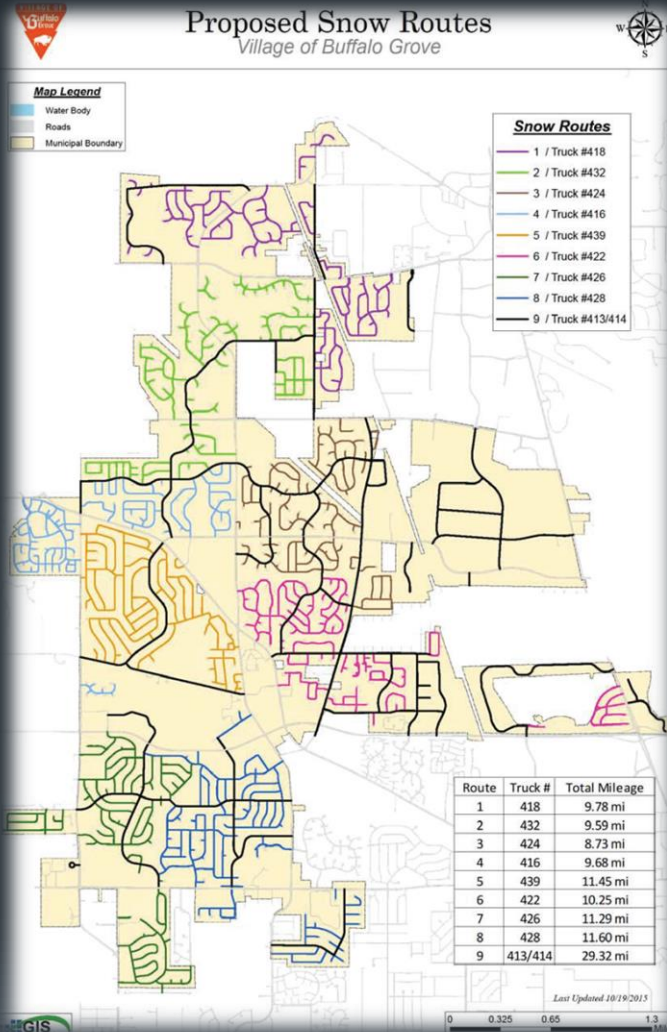 VILLAGE OF
Buffalo
Grove
Proposed Snow Routes
Village of Buffalo Grove
N
W
S
Map Legend
Water Body
Roads
Municipal Boundary
Snow Routes
1 / Truck #418
2 / Truck #432
3 / Truck #424
4 / Truck #416
5 / Truck #439
6 / Truck #422
7 / Truck #426
8 / Truck #428
9 / Truck #413/414
Route Truck # Total Mileage
1 418 9.78 mi
2 432 9.59 mi
3 424 8.73 mi
4 416 9.68 mi
5 439 11.45 mi
6 422 10.25 mi
7 426 11.29 mi
8 428 11.60 mi
9 413/414 29.32 mi
Last Updated 10/19/2015
GIS
0 0.325 0.65 1.3